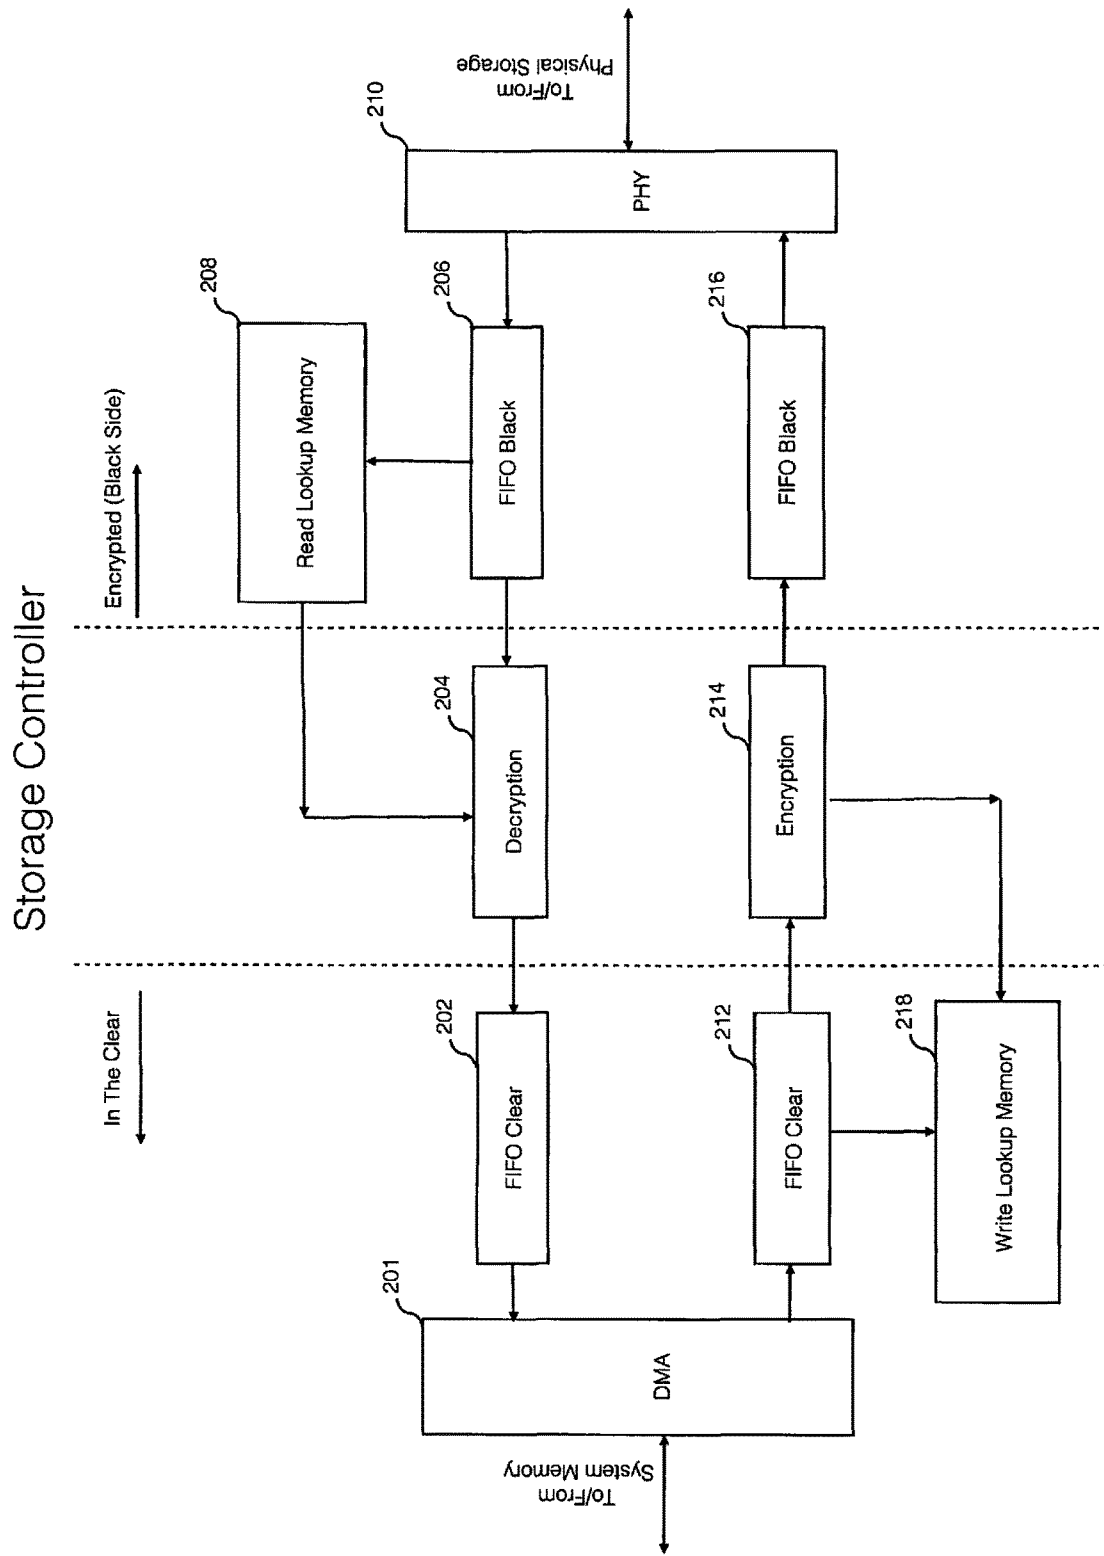 Storage Controller
In The Clear
Encrypted (Black Side)
208
Read Lookup Memory
201
202
204
206
210
DMA
FIFO Clear
Decryption
FIFO Black
PHY
To/From
System Memory
To/From
Physical Storage
212
214
216
FIFO Clear
Encryption
FIFO Black
218
Write Lookup Memory